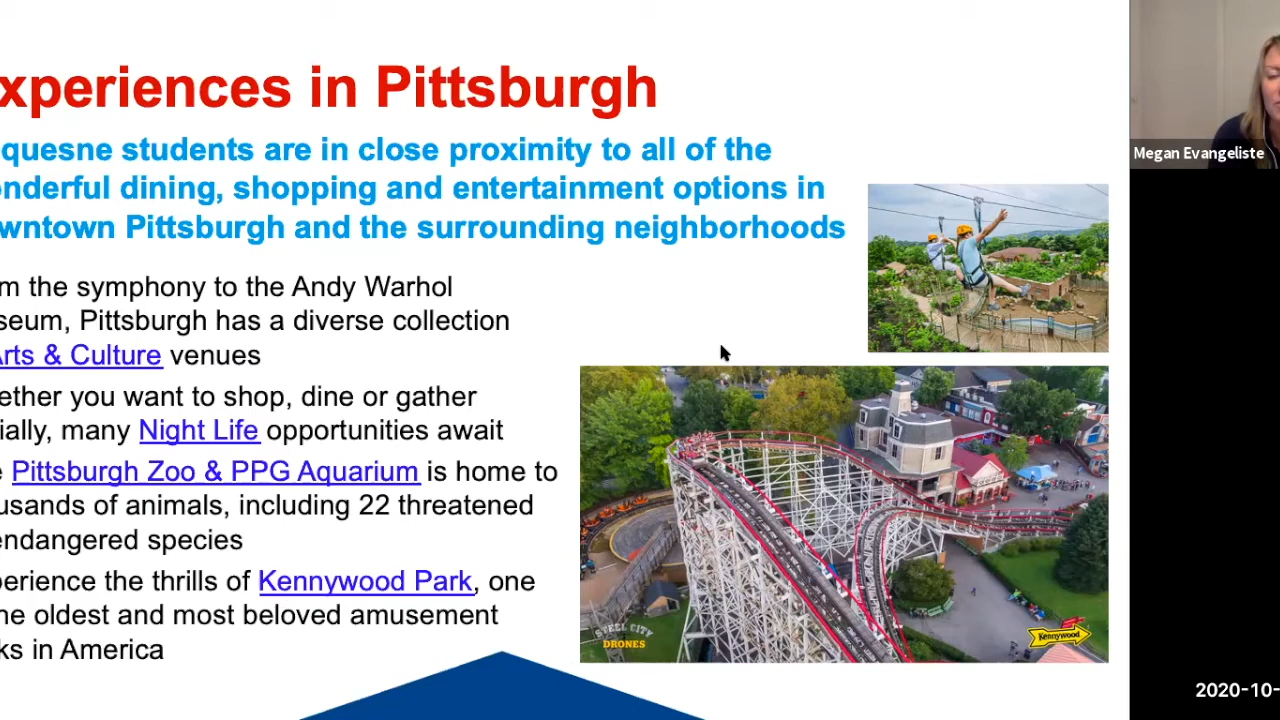 xperiences in Pittsburgh
quesne students are in close proximity to all of the
nderful dining, shopping and entertainment options in
wntown Pittsburgh and the surrounding neighborhoods
m the symphony to the Andy Warhol
seum, Pittsburgh has a diverse collection
Arts & Culture venues
ether you want to shop, dine or gather
ially, many Night Life opportunities await
e Pittsburgh Zoo & PPG Aquarium is home to
usands of animals, including 22 threatened
endangered species
perience the thrills of Kennywood Park, one
he oldest and most beloved amusement
ks in America
STEEL CITY
DRONES
Kennywood
Megan Evangeliste
2020-10-